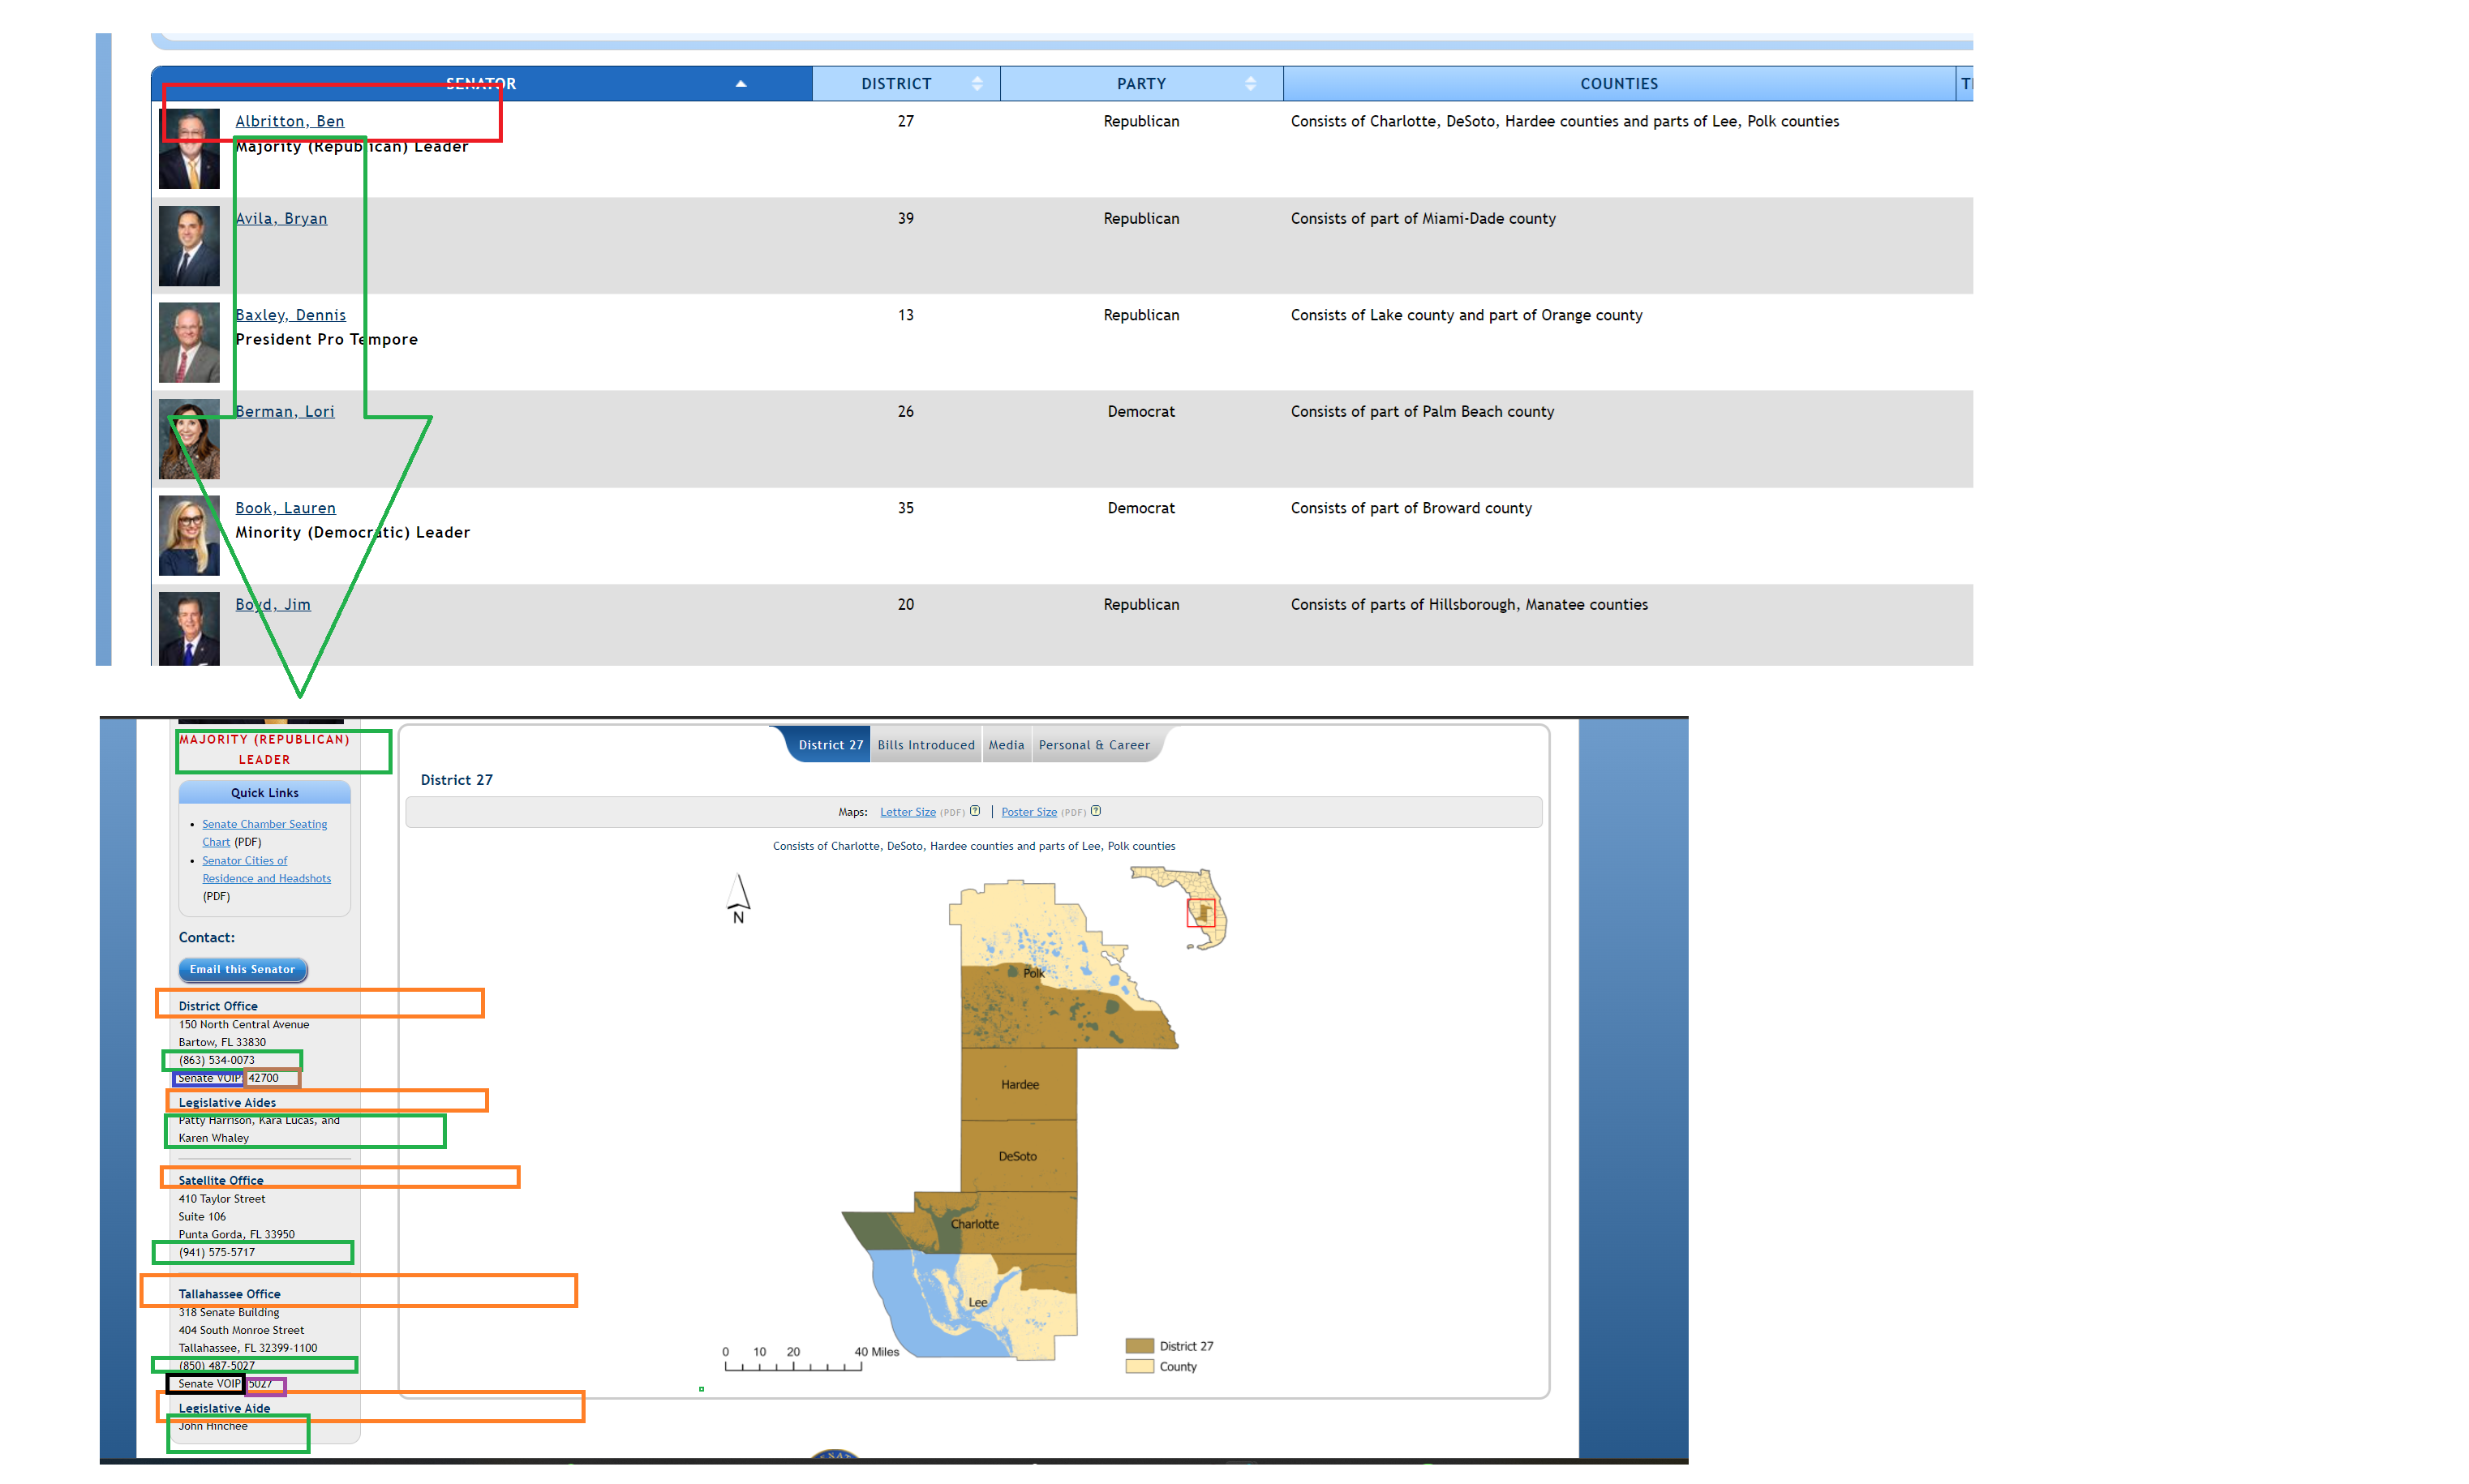 SENATOR DISTRICT PARTY COUNTIES
Albritton, Ben 27 Republican Consists of Charlotte, DeSoto, Hardee counties and parts of Lee, Polk counties
Majority (Republican) Leader
Avila, Bryan 39 Republican Consists of part of Miami-Dade county
Baxley, Dennis 13 Republican Consists of Lake county and part of Orange county
President Pro Tempore
Berman, Lori 26 Democrat Consists of part of Palm Beach county
Book, Lauren 35 Democrat Consists of part of Broward county
Minority (Democratic) Leader
Boyd, Jim 20 Republican Consists of parts of Hillsborough, Manatee counties
MAJORITY (REPUBLICAN)
LEADER
Quick Links
Senate Chamber Seating
Chart (PDF)
Senator Cities of
Residence and Headshots
(PDF)
Contact:
Email this Senator
District Office
150 North Central Avenue
Bartow, FL 33830
(863) 534-0073
Senate VOIP 42700
Legislative Aides
Patty Harrison, Kara Lucas, and
Karen Whaley
Satellite Office
410 Taylor Street
Suite 106
Punta Gorda, FL 33950
(941) 575-5717
Tallahassee Office
318 Senate Building
404 South Monroe Street
Tallahassee, FL 32399-1100
(850) 487-5027
Senate VOIP 5027
Legislative Aide
John Hinchee
District 27 Bills Introduced Media Personal & Career
District 27
Maps: Letter Size (PDF) ? | Poster Size (PDF) ?
Consists of Charlotte, DeSoto, Hardee counties and parts of Lee, Polk counties
N
Polk
Hardee
DeSoto
Charlotte
Lee
0 10 20 40 Miles
District 27
County